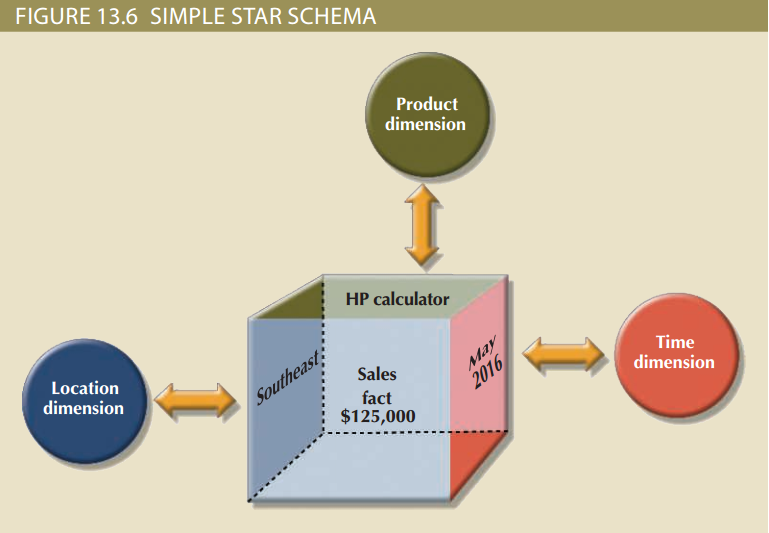 FIGURE 13.6 SIMPLE STAR SCHEMA
Product
dimension
HP calculator
Southeast
Sales
fact
$125,000
May
2016
Location
dimension
Time
dimension